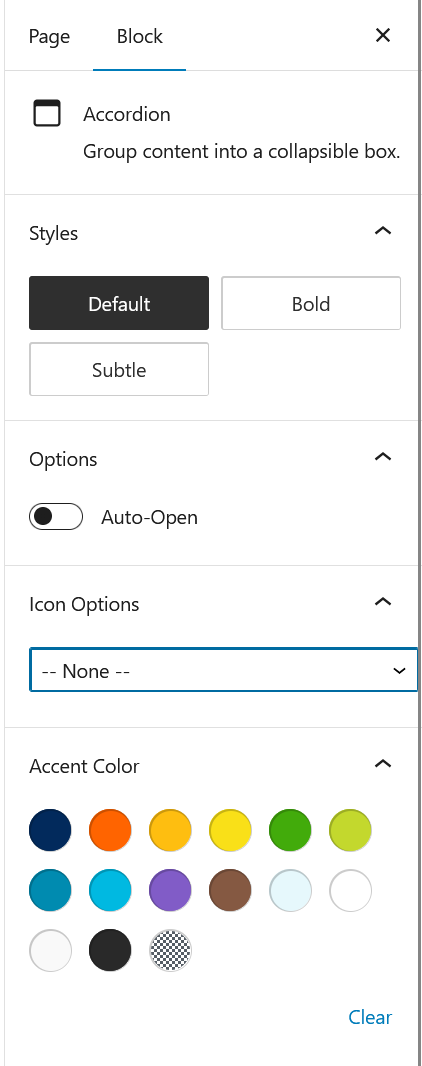 Page Block
Accordion
Group content into a collapsible box.
Styles
Default Bold
Subtle
Options
Auto-Open
Icon Options
-- None --
Accent Color
Clear